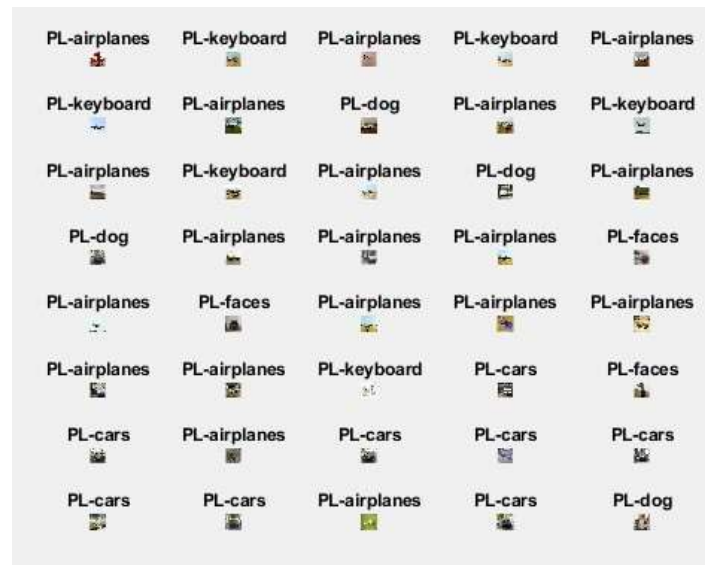 PL-airplanes PL-keyboard PL-airplanes PL-keyboard PL-airplanes
PL-keyboard PL-airplanes PL-dog PL-airplanes PL-keyboard
PL-airplanes PL-keyboard PL-airplanes PL-dog PL-airplanes
PL-dog PL-airplanes PL-airplanes PL-airplanes PL-faces
PL-airplanes PL-faces PL-airplanes PL-airplanes PL-airplanes
PL-airplanes PL-airplanes PL-keyboard PL-cars PL-faces
PL-cars PL-airplanes PL-cars PL-cars PL-cars
PL-cars PL-cars PL-airplanes PL-cars PL-dog